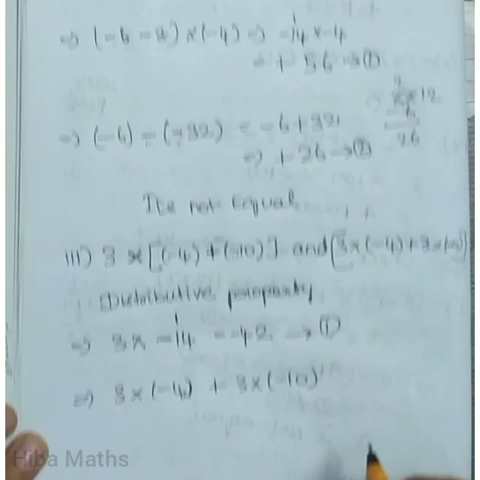 ⇒ (-6 - 8) × (-4) ⇒ -14 × -4
⇒ + 56 → ①
⇒ (-6) - (-32) = -6 + 32
⇒ + 26 → ②
26
not Equal
iii) 3 × [(-4) + (-10)] and [3 × (-4) + 3 × (-10)]
Distributive property
⇒ 3 × -14 = -42 → ①
⇒ 3 × (-4) + 3 × (-10)
Hiba Maths